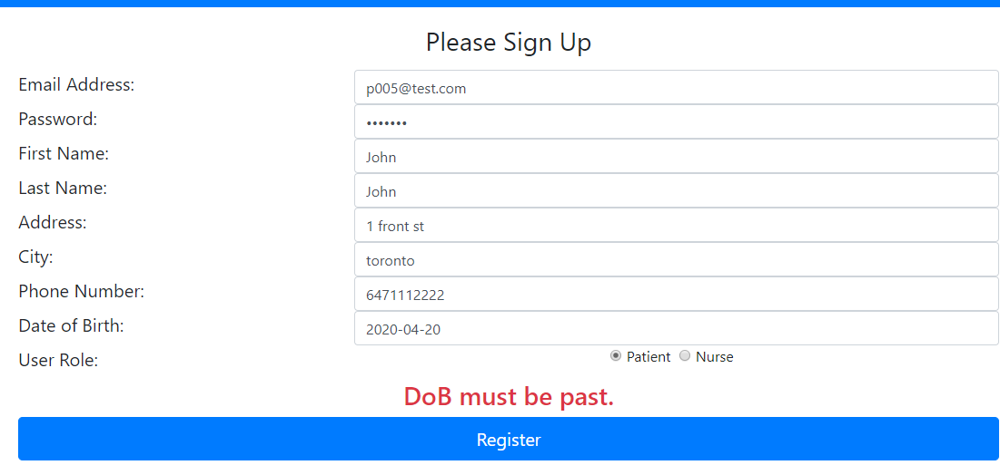 Please Sign Up
Email Address: p005@test.com
Password: •••••••
First Name: John
Last Name: John
Address: 1 front st
City: toronto
Phone Number: 6471112222
Date of Birth: 2020-04-20
User Role: Patient Nurse
DoB must be past.
Register